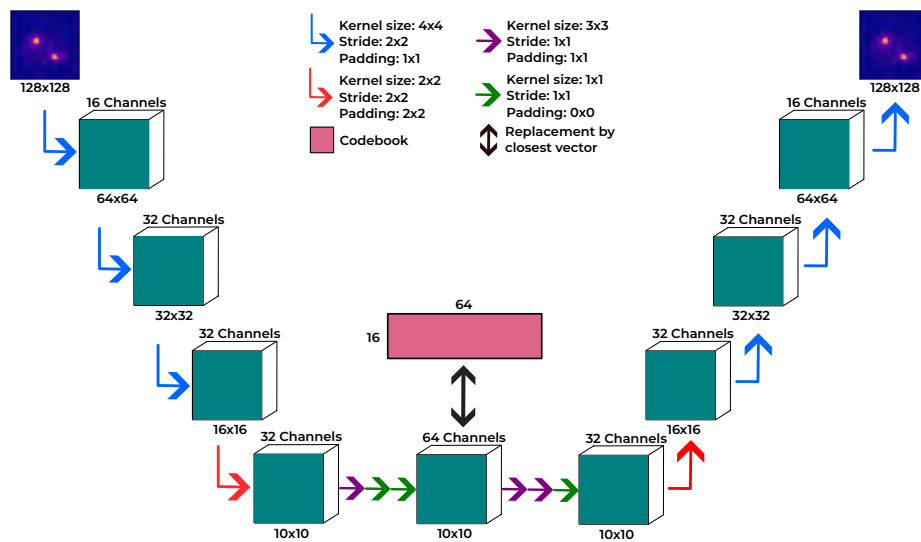 Kernel size: 4x4
Stride: 2x2
Padding: 1x1
Kernel size: 3x3
Stride: 1x1
Padding: 1x1
Kernel size: 2x2
Stride: 2x2
Padding: 2x2
Kernel size: 1x1
Stride: 1x1
Padding: 0x0
Codebook
Replacement by
closest vector
128x128
16 Channels
64x64
32 Channels
32x32
32 Channels
16x16
32 Channels
10x10
64
16
64 Channels
10x10
32 Channels
10x10
32 Channels
16x16
32 Channels
32x32
16 Channels
64x64
128x128